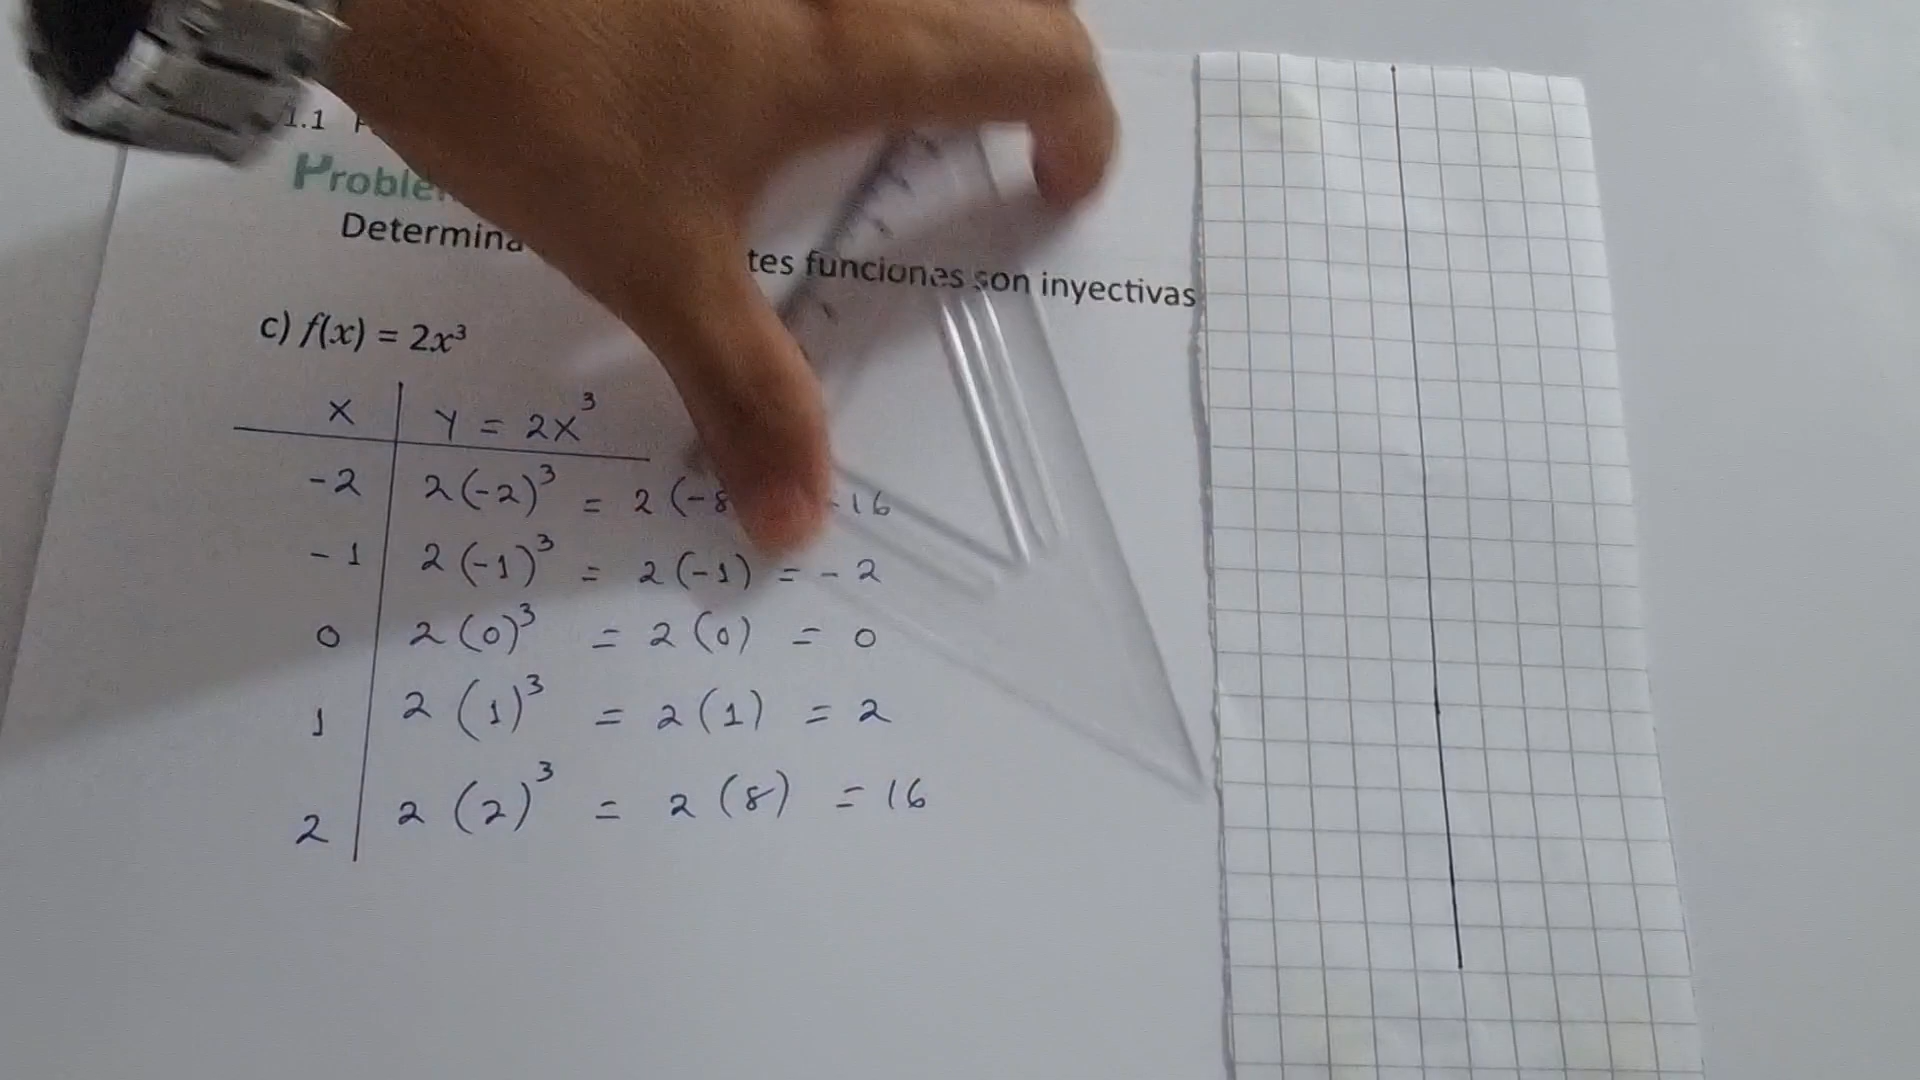 1.1
Problem
Determina tes funciones son inyectivas
c) f(x) = 2x³
x y = 2x³
-2 2(-2)³ = 2(-8 -16
-1 2(-1)³ = 2(-1) = -2
0 2(0)³ = 2(0) = 0
1 2(1)³ = 2(1) = 2
2 2(2)³ = 2(8) = 16